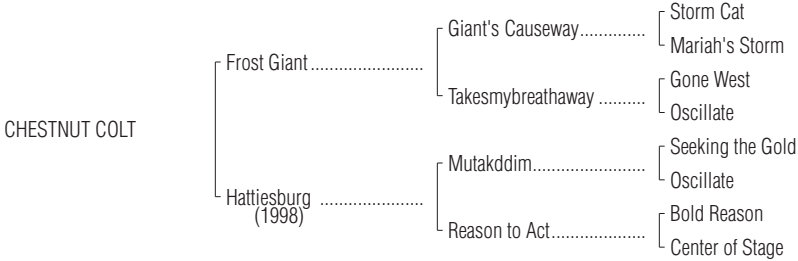 Storm Cat
Giant's Causeway..............
Mariah's Storm
Frost Giant........................
Gone West
Takesmybreathaway ..........
Oscillate
CHESTNUT COLT
Seeking the Gold
Mutakddim........................
Oscillate
Hattiesburg ......................
(1998)
Bold Reason
Reason to Act....................
Center of Stage